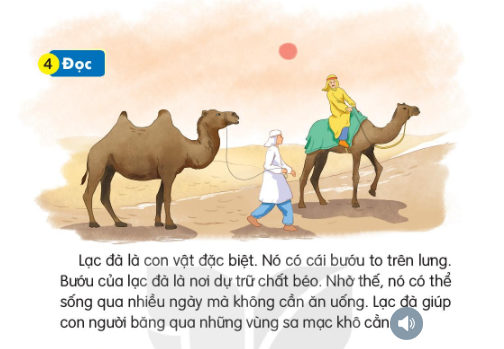 4 Đọc
Lạc đà là con vật đặc biệt. Nó có cái bướu to trên lưng.
Bướu của lạc đà là nơi dự trữ chất béo. Nhờ thế, nó có thể
sống qua nhiều ngày mà không cần ăn uống. Lạc đà giúp
con người băng qua những vùng sa mạc khô cằn